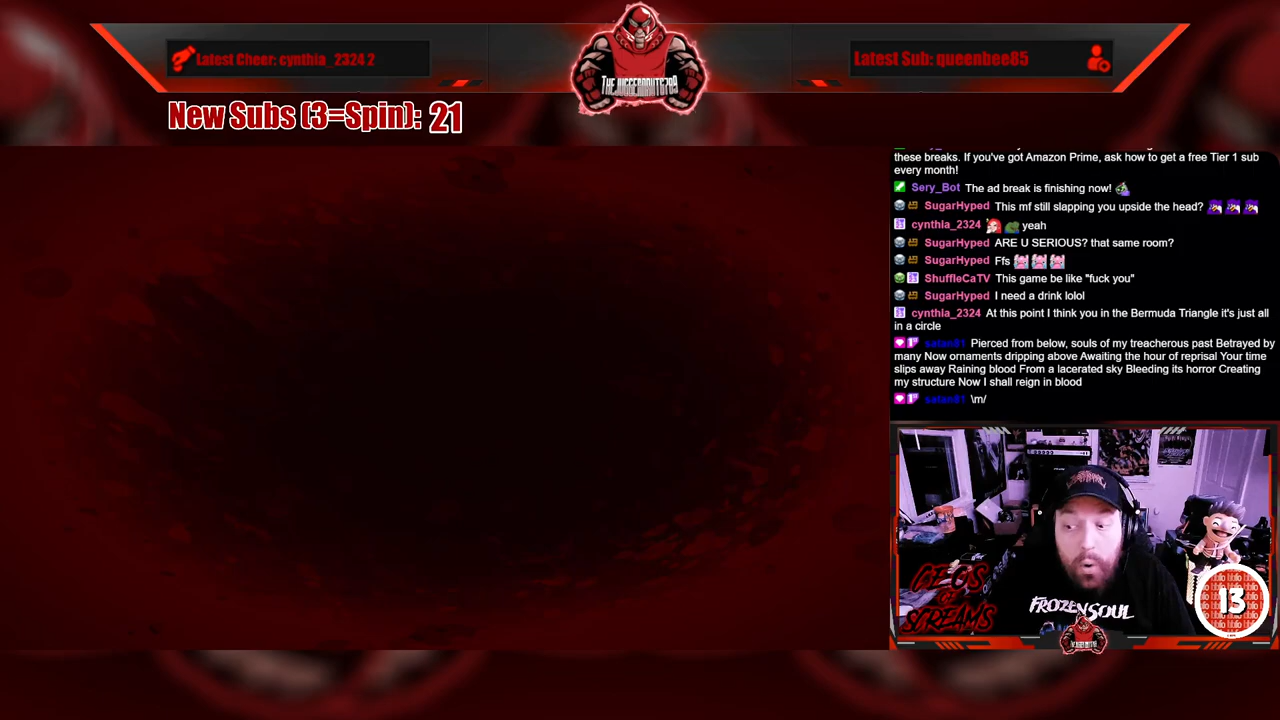 Latest Cheer: cynthia_2324 2
THEJUGGERNAUT6789
Latest Sub: queenbee85
New Subs (3=Spin): 21
these breaks. If you've got Amazon Prime, ask how to get a free Tier 1 sub
every month!
Sery_Bot The ad break is finishing now!
SugarHyped This mf still slapping you upside the head?
cynthia_2324 yeah
SugarHyped ARE U SERIOUS? that same room?
SugarHyped Ffs
ShuffleCaTV This game be like "fuck you"
SugarHyped I need a drink lolol
cynthia_2324 At this point I think you in the Bermuda Triangle it's just all
in a circle
satan81 Pierced from below, souls of my treacherous past Betrayed by
many Now ornaments dripping above Awaiting the hour of reprisal Your time
slips away Raining blood From a lacerated sky Bleeding its horror Creating
my structure Now I shall reign in blood
satan81 \m/
FROZEN SOUL
SCREAMS
13